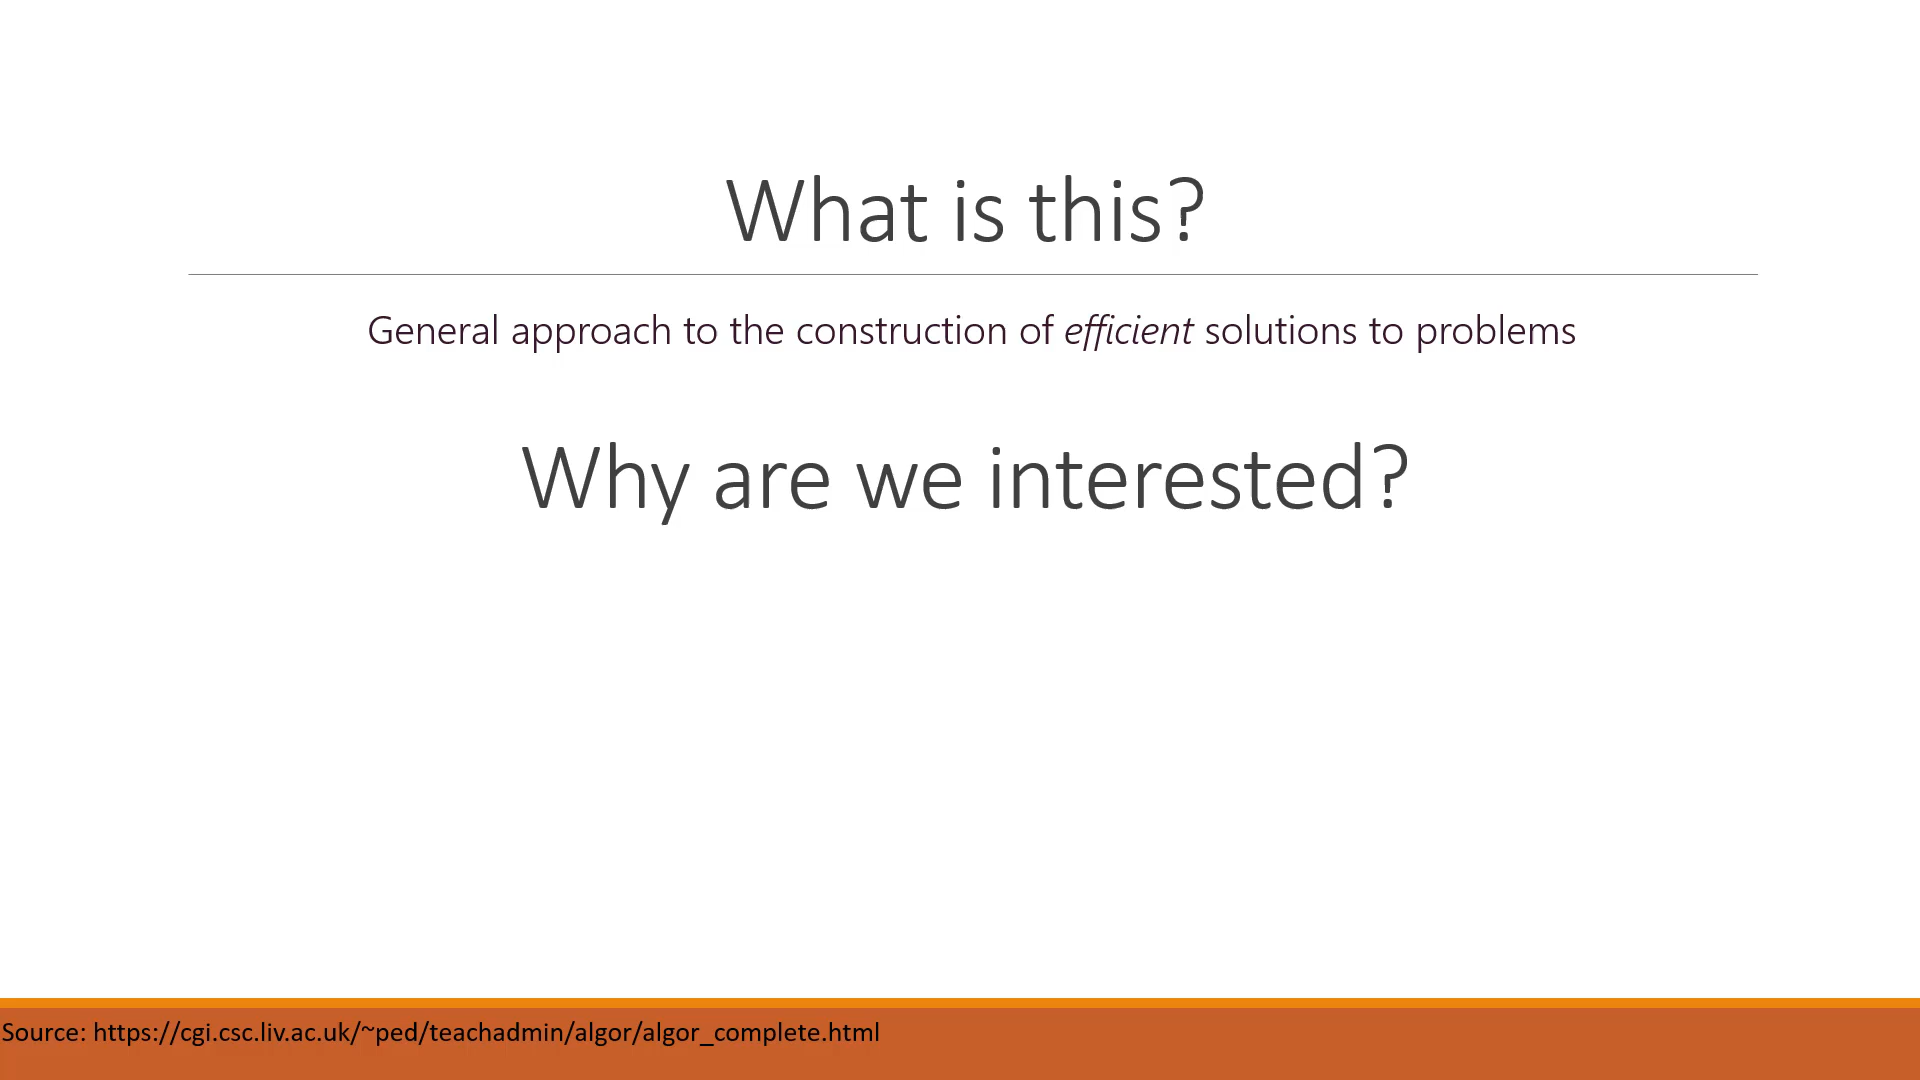 What is this?
General approach to the construction of efficient solutions to problems
Why are we interested?
Source: https://cgi.csc.liv.ac.uk/~ped/teachadmin/algor/algor_complete.html